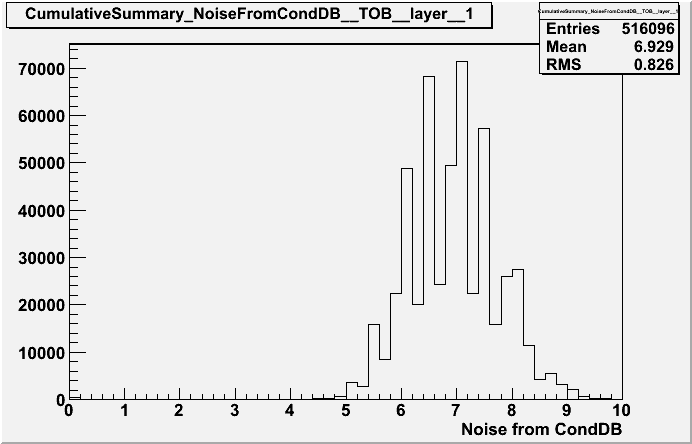 CumulativeSummary_NoiseFromCondDB__TOB__layer__1
CumulativeSummary_NoiseFromCondDB__TOB__layer__1
Entries 516096
Mean 6.929
RMS 0.826
70000
60000
50000
40000
30000
20000
10000
0
0 1 2 3 4 5 6 7 8 9 10
Noise from CondDB